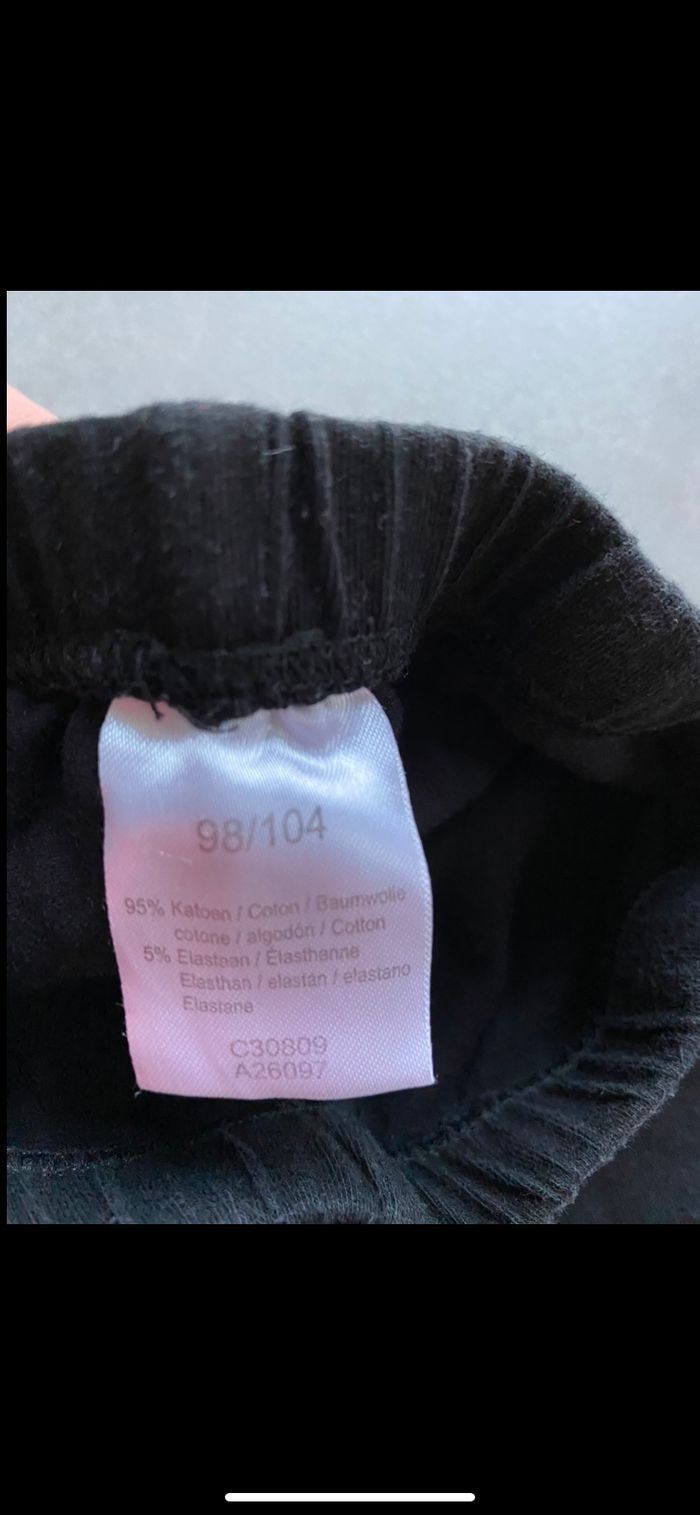 98/104
95% Katoen / Coton / Baumwolle
cotone / algodón / Cotton
5% Elastaan / Élasthanne
Elasthan / elastán / elastano
Elastane
C30809
A26097